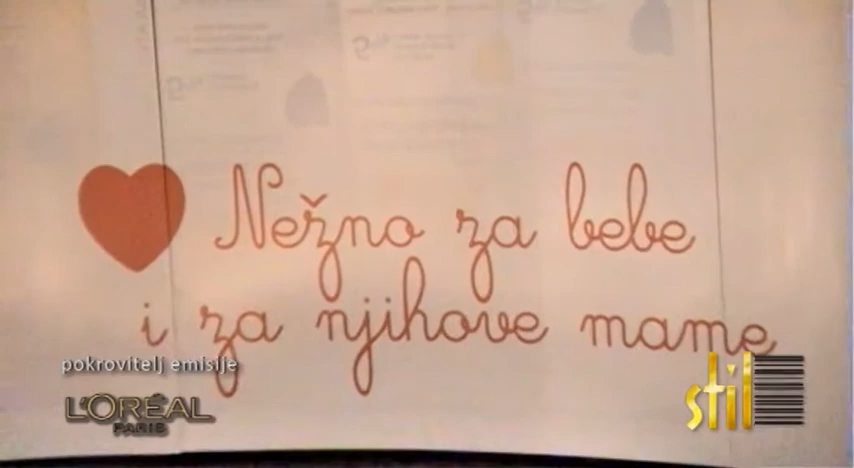 Nežno za bebe
i za njihove mame
pokrovitelj emisije
L'ORÉAL
PARIS
stil